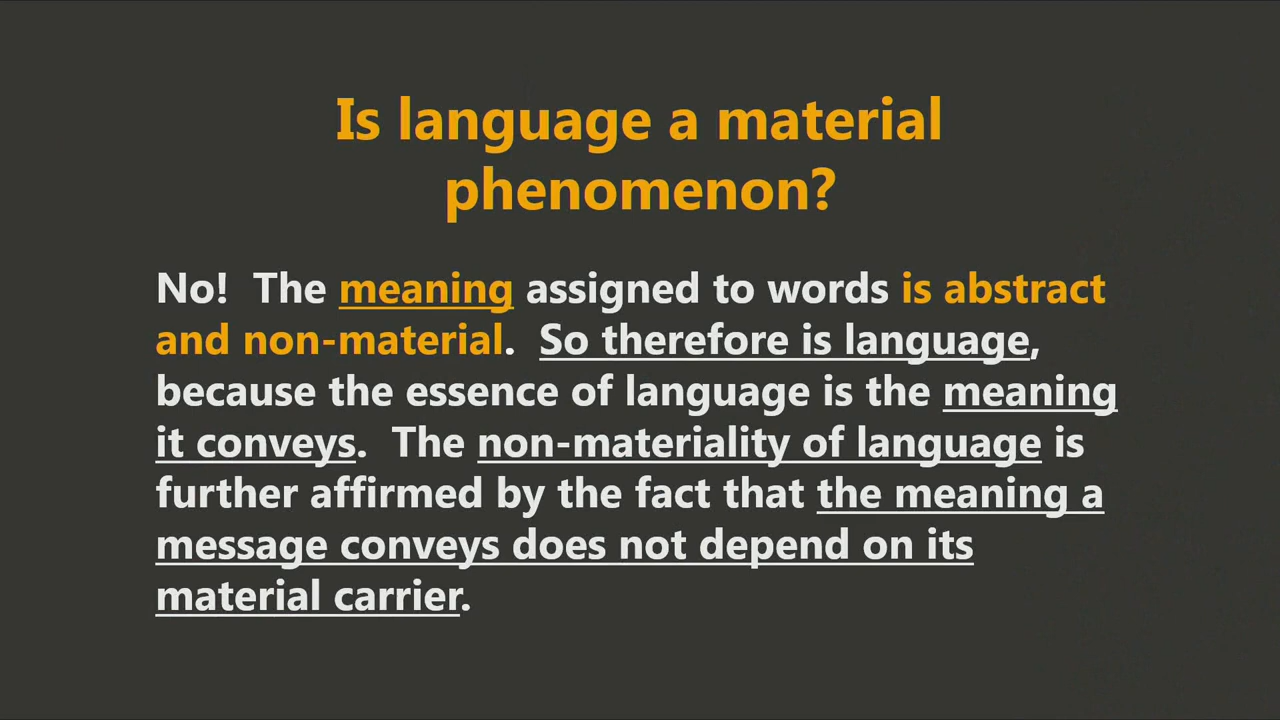 Is language a material
phenomenon?
No!  The meaning assigned to words is abstract
and non-material.  So therefore is language,
because the essence of language is the meaning
it conveys.  The non-materiality of language is
further affirmed by the fact that the meaning a
message conveys does not depend on its
material carrier.